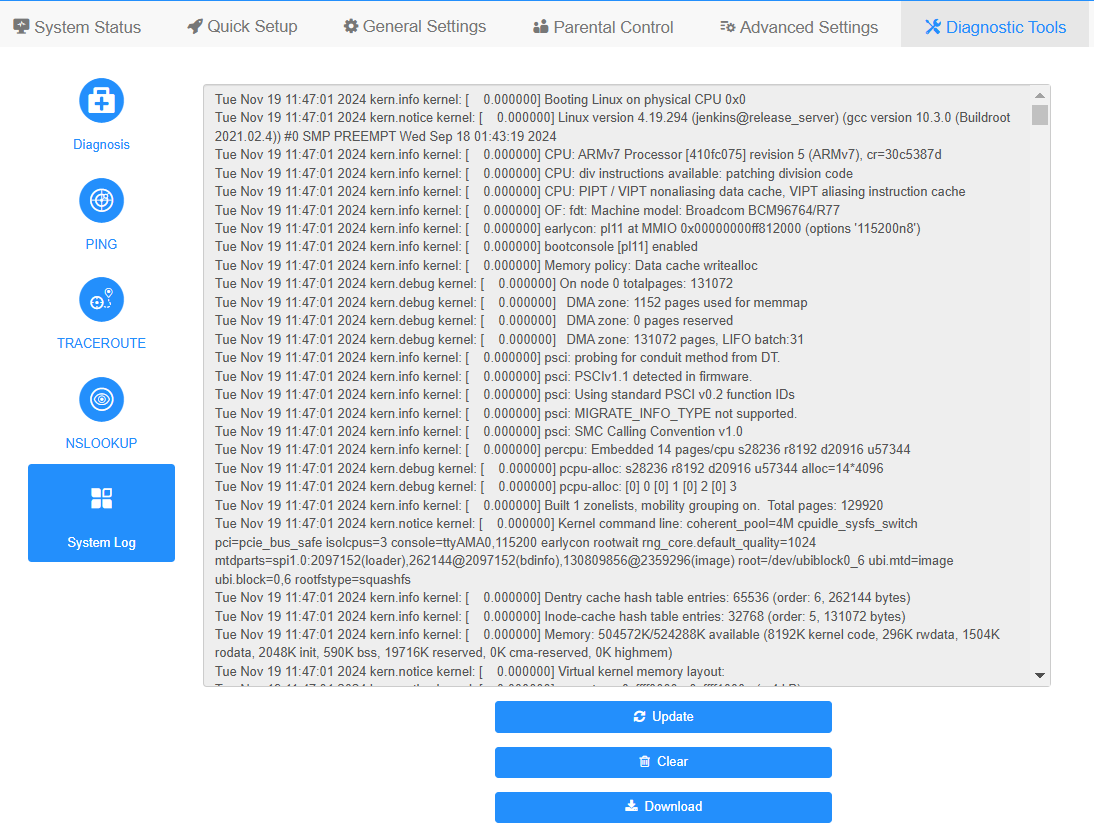 System Status
Quick Setup
General Settings
Parental Control
Advanced Settings
Diagnostic Tools
Diagnosis
PING
TRACEROUTE
NSLOOKUP
System Log
Tue Nov 19 11:47:01 2024 kern.info kernel: [    0.000000] Booting Linux on physical CPU 0x0
Tue Nov 19 11:47:01 2024 kern.notice kernel: [    0.000000] Linux version 4.19.294 (jenkins@release_server) (gcc version 10.3.0 (Buildroot
2021.02.4)) #0 SMP PREEMPT Wed Sep 18 01:43:19 2024
Tue Nov 19 11:47:01 2024 kern.info kernel: [    0.000000] CPU: ARMv7 Processor [410fc075] revision 5 (ARMv7), cr=30c5387d
Tue Nov 19 11:47:01 2024 kern.info kernel: [    0.000000] CPU: div instructions available: patching division code
Tue Nov 19 11:47:01 2024 kern.info kernel: [    0.000000] CPU: PIPT / VIPT nonaliasing data cache, VIPT aliasing instruction cache
Tue Nov 19 11:47:01 2024 kern.info kernel: [    0.000000] OF: fdt: Machine model: Broadcom BCM96764/R77
Tue Nov 19 11:47:01 2024 kern.info kernel: [    0.000000] earlycon: pl11 at MMIO 0x00000000ff812000 (options '115200n8')
Tue Nov 19 11:47:01 2024 kern.info kernel: [    0.000000] bootconsole [pl11] enabled
Tue Nov 19 11:47:01 2024 kern.info kernel: [    0.000000] Memory policy: Data cache writealloc
Tue Nov 19 11:47:01 2024 kern.debug kernel: [    0.000000] On node 0 totalpages: 131072
Tue Nov 19 11:47:01 2024 kern.debug kernel: [    0.000000]   DMA zone: 1152 pages used for memmap
Tue Nov 19 11:47:01 2024 kern.debug kernel: [    0.000000]   DMA zone: 0 pages reserved
Tue Nov 19 11:47:01 2024 kern.debug kernel: [    0.000000]   DMA zone: 131072 pages, LIFO batch:31
Tue Nov 19 11:47:01 2024 kern.info kernel: [    0.000000] psci: probing for conduit method from DT.
Tue Nov 19 11:47:01 2024 kern.info kernel: [    0.000000] psci: PSCIv1.1 detected in firmware.
Tue Nov 19 11:47:01 2024 kern.info kernel: [    0.000000] psci: Using standard PSCI v0.2 function IDs
Tue Nov 19 11:47:01 2024 kern.info kernel: [    0.000000] psci: MIGRATE_INFO_TYPE not supported.
Tue Nov 19 11:47:01 2024 kern.info kernel: [    0.000000] psci: SMC Calling Convention v1.0
Tue Nov 19 11:47:01 2024 kern.info kernel: [    0.000000] percpu: Embedded 14 pages/cpu s28236 r8192 d20916 u57344
Tue Nov 19 11:47:01 2024 kern.debug kernel: [    0.000000] pcpu-alloc: s28236 r8192 d20916 u57344 alloc=14*4096
Tue Nov 19 11:47:01 2024 kern.debug kernel: [    0.000000] pcpu-alloc: [0] 0 [0] 1 [0] 2 [0] 3
Tue Nov 19 11:47:01 2024 kern.info kernel: [    0.000000] Built 1 zonelists, mobility grouping on.  Total pages: 129920
Tue Nov 19 11:47:01 2024 kern.notice kernel: [    0.000000] Kernel command line: coherent_pool=4M cpuidle_sysfs_switch
pci=pcie_bus_safe isolcpus=3 console=ttyAMA0,115200 earlycon rootwait rng_core.default_quality=1024
mtdparts=spi1.0:2097152(loader),262144@2097152(bdinfo),130809856@2359296(image) root=/dev/ubiblock0_6 ubi.mtd=image
ubi.block=0,6 rootfstype=squashfs
Tue Nov 19 11:47:01 2024 kern.info kernel: [    0.000000] Dentry cache hash table entries: 65536 (order: 6, 262144 bytes)
Tue Nov 19 11:47:01 2024 kern.info kernel: [    0.000000] Inode-cache hash table entries: 32768 (order: 5, 131072 bytes)
Tue Nov 19 11:47:01 2024 kern.info kernel: [    0.000000] Memory: 504572K/524288K available (8192K kernel code, 296K rwdata, 1504K
rodata, 2048K init, 590K bss, 19716K reserved, 0K cma-reserved, 0K highmem)
Tue Nov 19 11:47:01 2024 kern.notice kernel: [    0.000000] Virtual kernel memory layout:
Update
Clear
Download